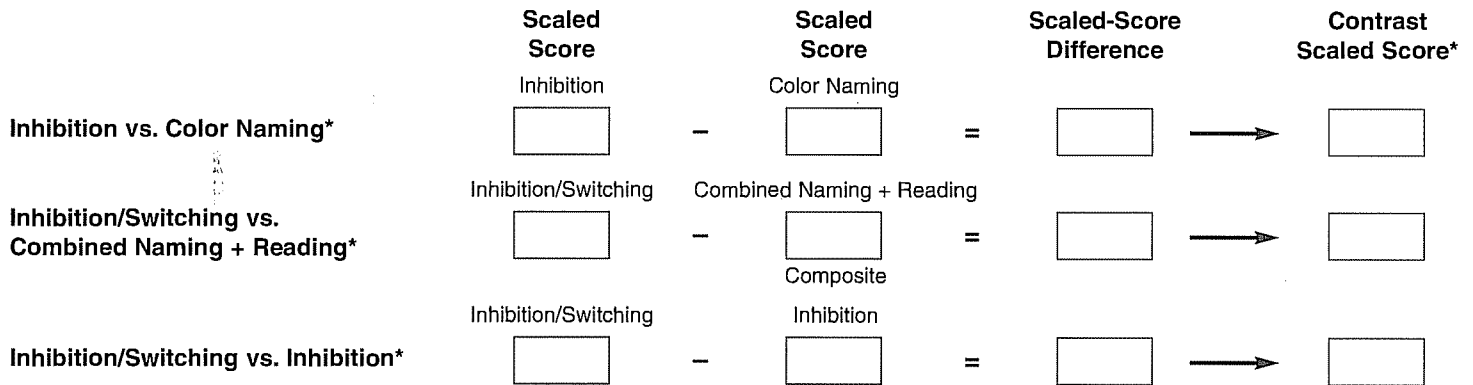 Scaled Score Scaled Score Scaled-Score Difference Contrast Scaled Score*
Inhibition Color Naming
Inhibition vs. Color Naming* – =
Inhibition/Switching Combined Naming + Reading
Inhibition/Switching vs.
Combined Naming + Reading* – =
Composite
Inhibition/Switching Inhibition
Inhibition/Switching vs. Inhibition* – =